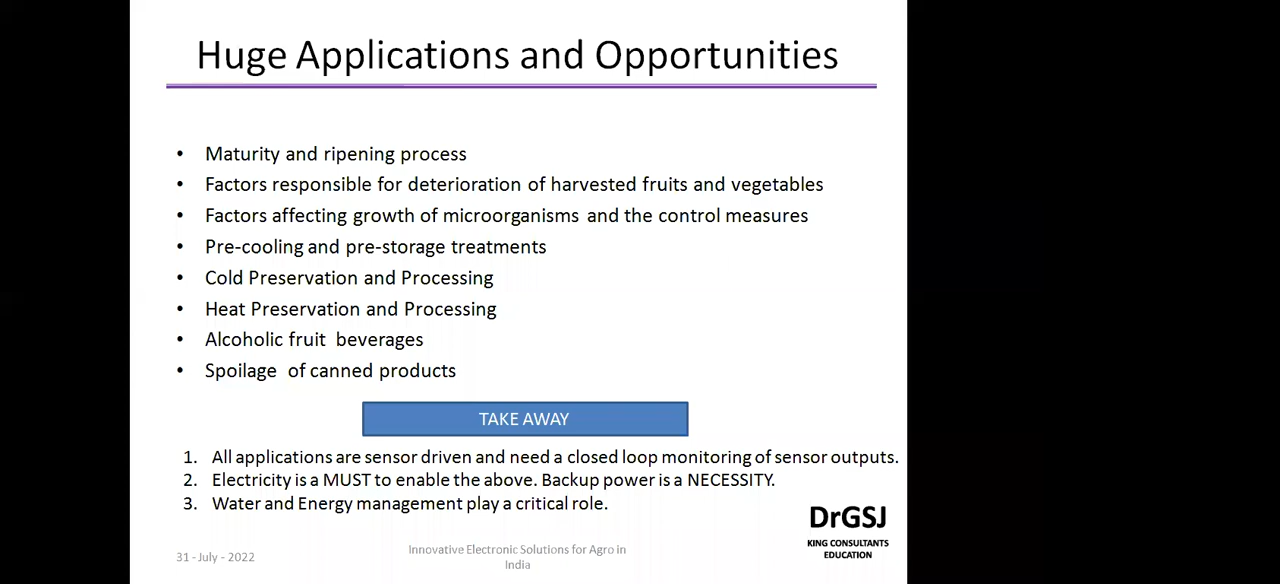 Huge Applications and Opportunities
• Maturity and ripening process
• Factors responsible for deterioration of harvested fruits and vegetables
• Factors affecting growth of microorganisms and the control measures
• Pre-cooling and pre-storage treatments
• Cold Preservation and Processing
• Heat Preservation and Processing
• Alcoholic fruit beverages
• Spoilage of canned products
TAKE AWAY
1. All applications are sensor driven and need a closed loop monitoring of sensor outputs.
2. Electricity is a MUST to enable the above. Backup power is a NECESSITY.
3. Water and Energy management play a critical role.
DrGSJ
KING CONSULTANTS
EDUCATION
31 - July - 2022
Innovative Electronic Solutions for Agro in
India